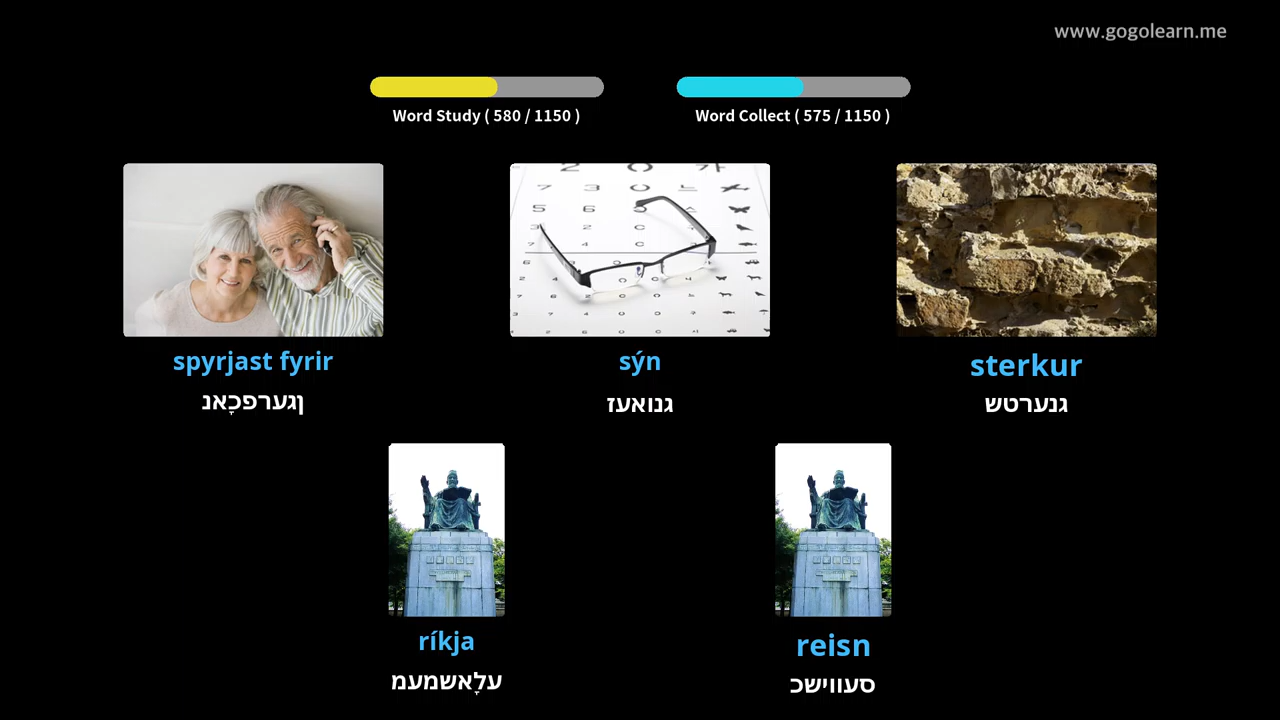 www.gogolearn.me
Word Study ( 580 / 1150 )
Word Collect ( 575 / 1150 )
spyrjast fyrir
ןגערפכָאנ
sýn
גנואעז
sterkur
גנערטש
ríkja
עלָאשמעמ
reisn
סעווישכ